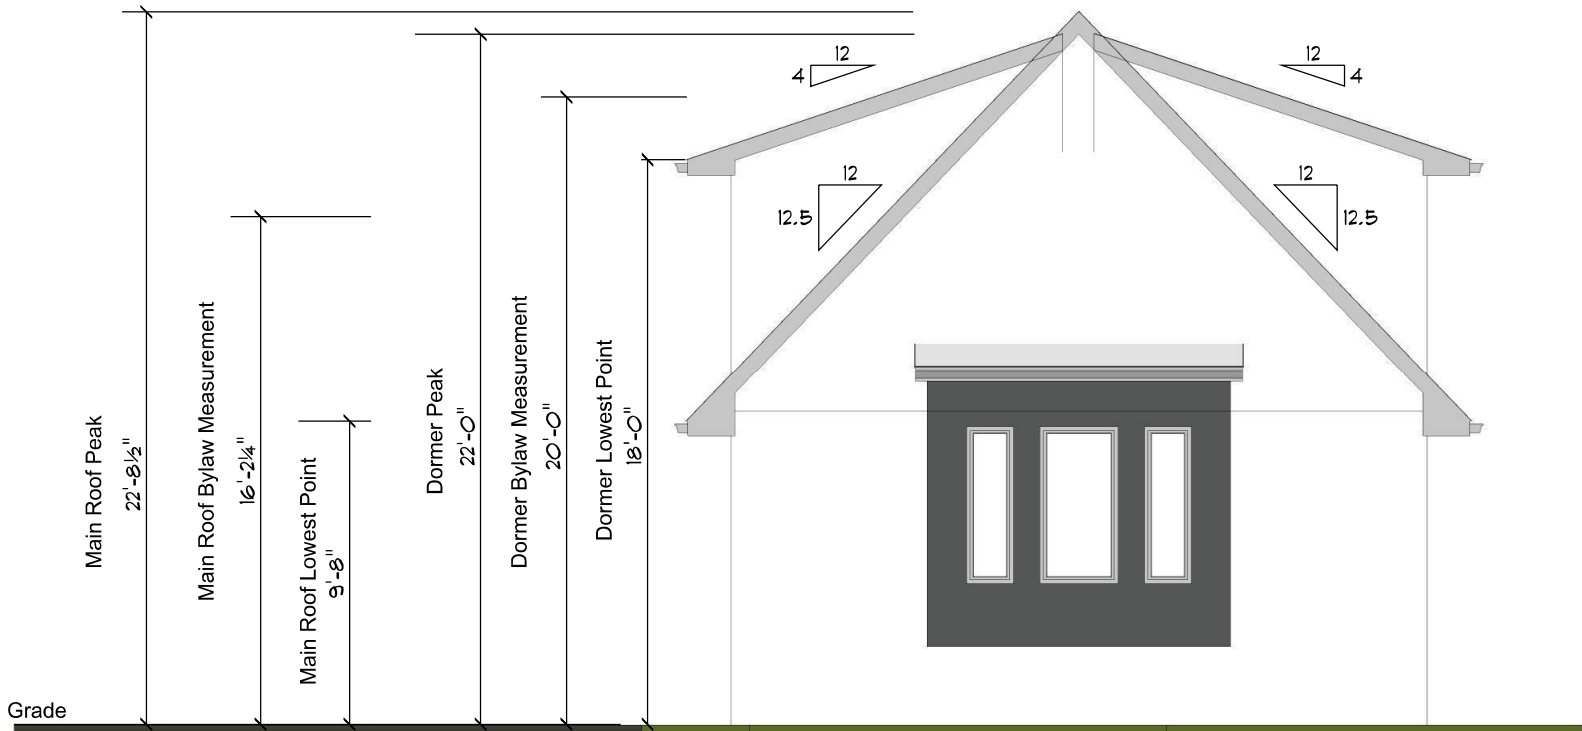 12
4
12
4
12
12.5
12
12.5
Main Roof Peak
22'-8½"
Main Roof Bylaw Measurement
16'-2¼"
Main Roof Lowest Point
9'-8"
Dormer Peak
22'-0"
Dormer Bylaw Measurement
20'-0"
Dormer Lowest Point
18'-0"
Grade